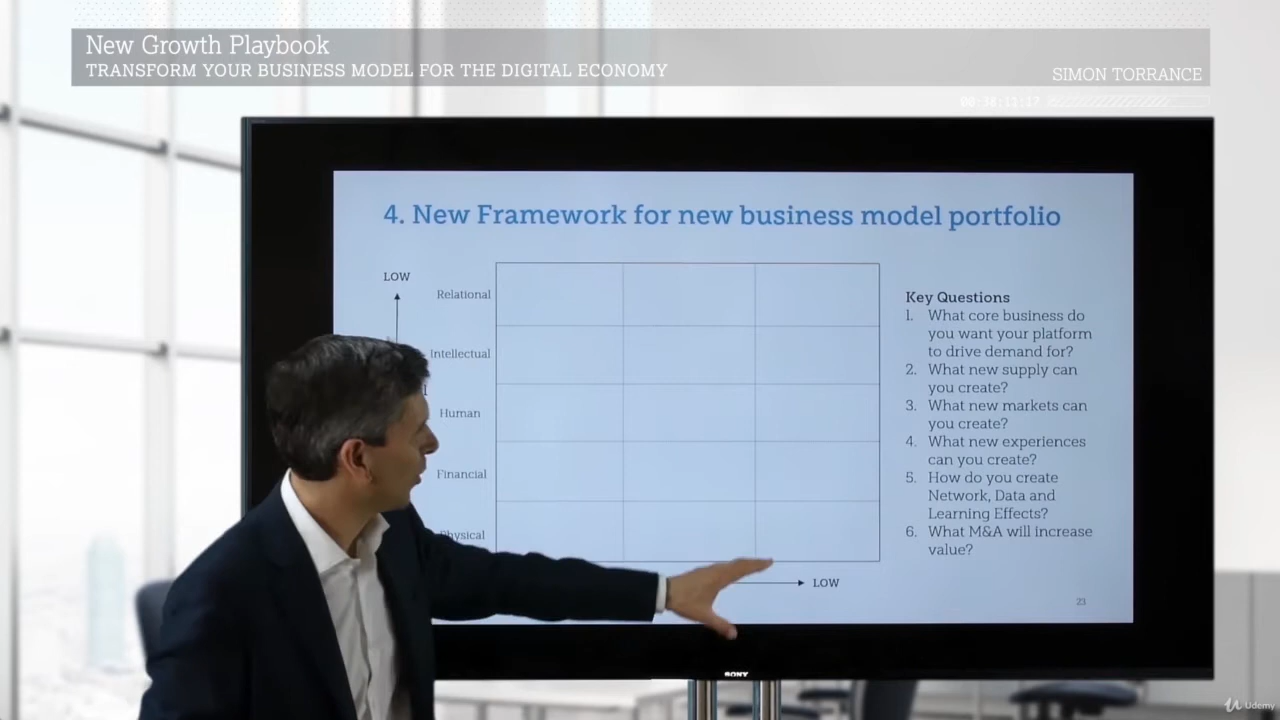 New Growth Playbook
TRANSFORM YOUR BUSINESS MODEL FOR THE DIGITAL ECONOMY
SIMON TORRANCE
4. New Framework for new business model portfolio
LOW
Relational
Intellectual
Human
Financial
Physical
LOW
Key Questions
1. What core business do
you want your platform
to drive demand for?
2. What new supply can
you create?
3. What new markets can
you create?
4. What new experiences
can you create?
5. How do you create
Network, Data and
Learning Effects?
6. What M&A will increase
value?
23
SONY
Udemy